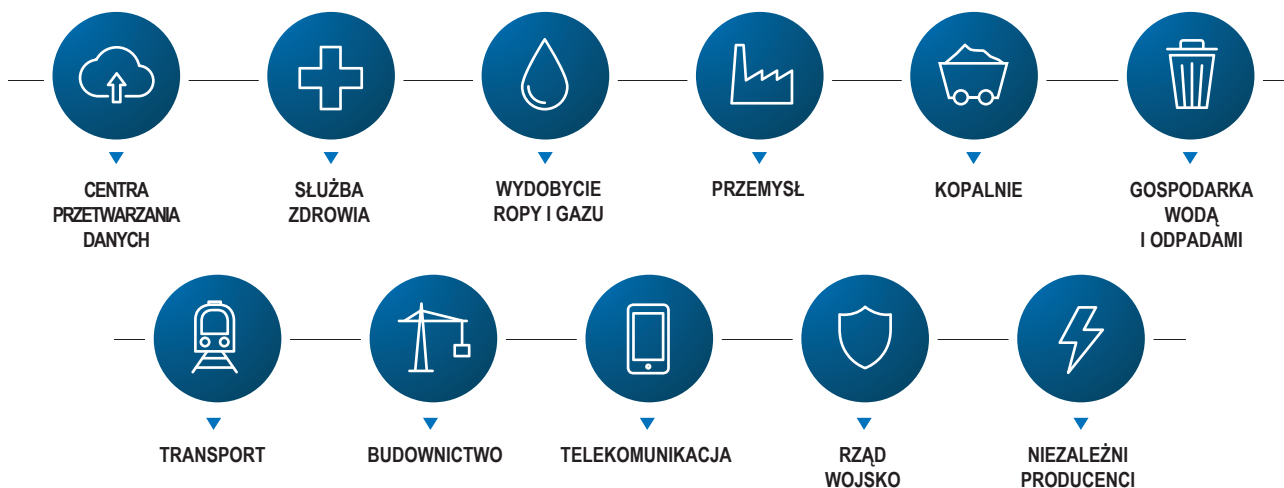 CENTRA
PRZETWARZANIA
DANYCH
SŁUŻBA
ZDROWIA
WYDOBYCIE
ROPY I GAZU
PRZEMYSŁ
KOPALNIE
GOSPODARKA
WODĄ
I ODPADAMI
TRANSPORT
BUDOWNICTWO
TELEKOMUNIKACJA
RZĄD
WOJSKO
NIEZALEŻNI
PRODUCENCI